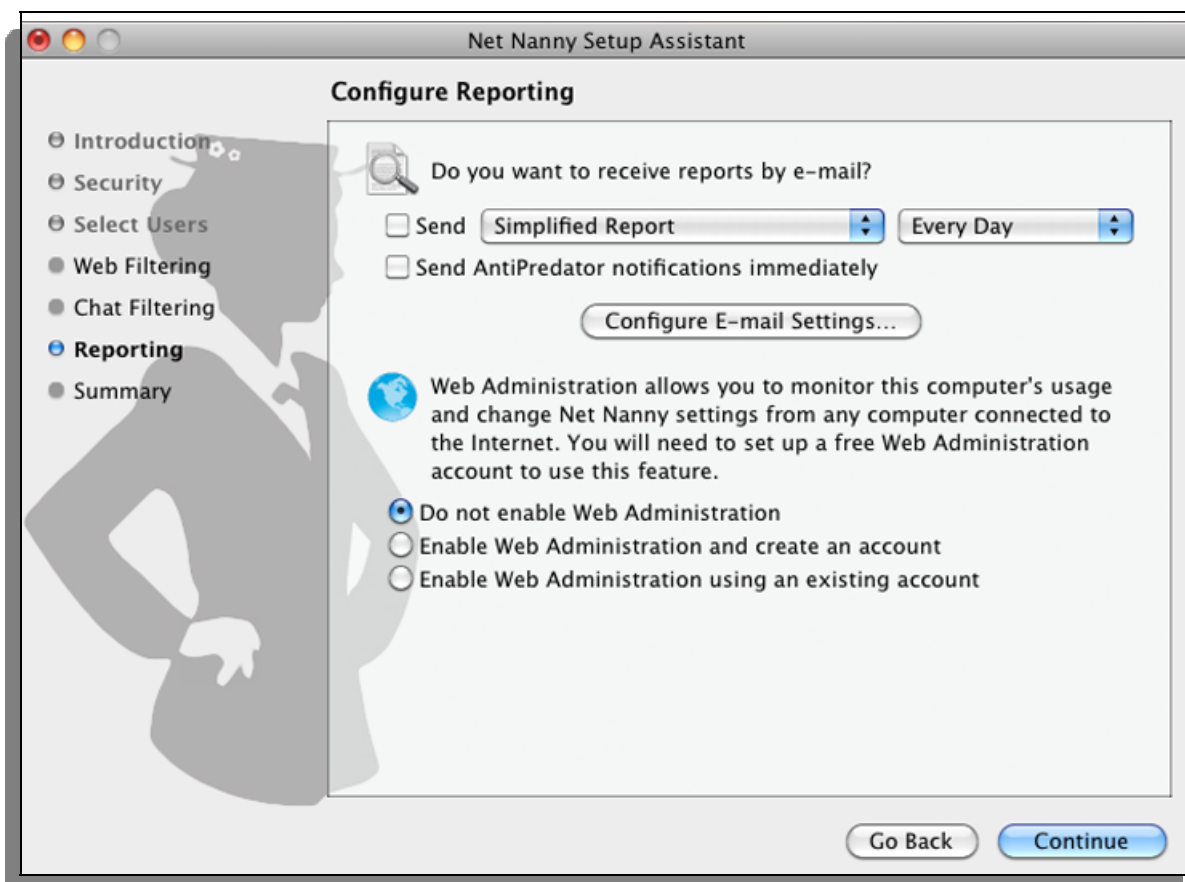 Net Nanny Setup Assistant
Configure Reporting
Introduction
Security
Select Users
Web Filtering
Chat Filtering
Reporting
Summary
Do you want to receive reports by e-mail?
Send Simplified Report Every Day
Send AntiPredator notifications immediately
Configure E-mail Settings...
Web Administration allows you to monitor this computer's usage
and change Net Nanny settings from any computer connected to
the Internet. You will need to set up a free Web Administration
account to use this feature.
Do not enable Web Administration
Enable Web Administration and create an account
Enable Web Administration using an existing account
Go Back Continue